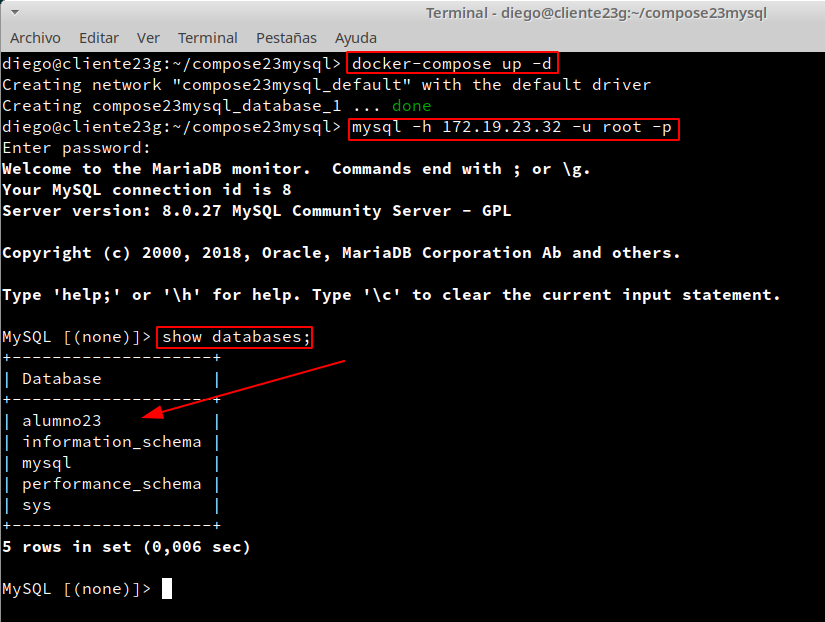 Terminal - diego@cliente23g:~/compose23mysql
Archivo Editar Ver Terminal Pestañas Ayuda
diego@cliente23g:~/compose23mysql> docker-compose up -d
Creating network "compose23mysql_default" with the default driver
Creating compose23mysql_database_1 ... done
diego@cliente23g:~/compose23mysql> mysql -h 172.19.23.32 -u root -p
Enter password:
Welcome to the MariaDB monitor.  Commands end with ; or \g.
Your MySQL connection id is 8
Server version: 8.0.27 MySQL Community Server - GPL

Copyright (c) 2000, 2018, Oracle, MariaDB Corporation Ab and others.

Type 'help;' or '\h' for help. Type '\c' to clear the current input statement.

MySQL [(none)]> show databases;
+--------------------+
| Database           |
+--------------------+
| alumno23           |
| information_schema |
| mysql              |
| performance_schema |
| sys                |
+--------------------+
5 rows in set (0,006 sec)

MySQL [(none)]>